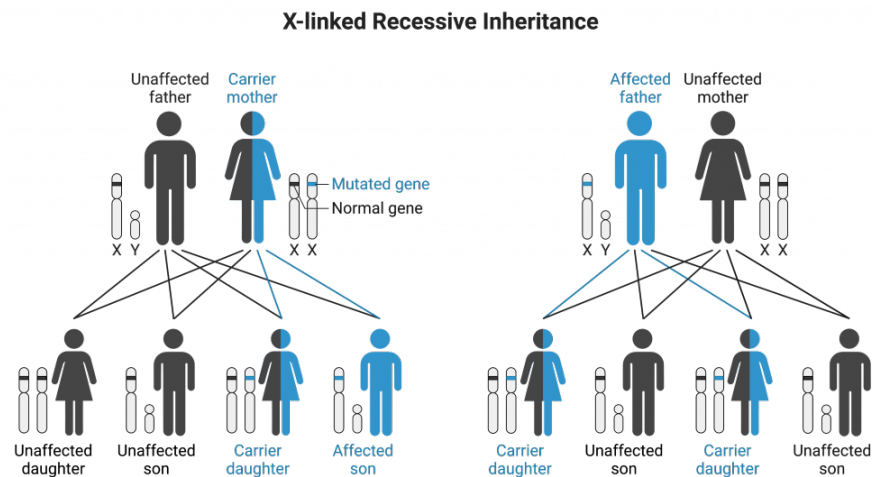 X-linked Recessive Inheritance
Unaffected
father
Carrier
mother
Mutated gene
Normal gene
X Y
X X
Unaffected
daughter
Unaffected
son
Carrier
daughter
Affected
son
Affected
father
Unaffected
mother
X Y
X X
Carrier
daughter
Unaffected
son
Carrier
daughter
Unaffected
son